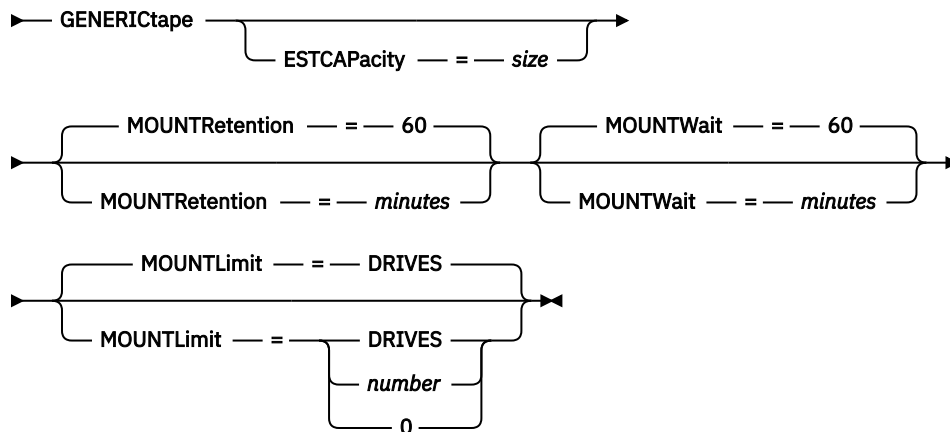 GENERICtape
ESTCAPacity = size
MOUNTRetention = 60 MOUNTWait = 60
MOUNTRetention = minutes MOUNTWait = minutes
MOUNTLimit = DRIVES
MOUNTLimit = DRIVES
number
0